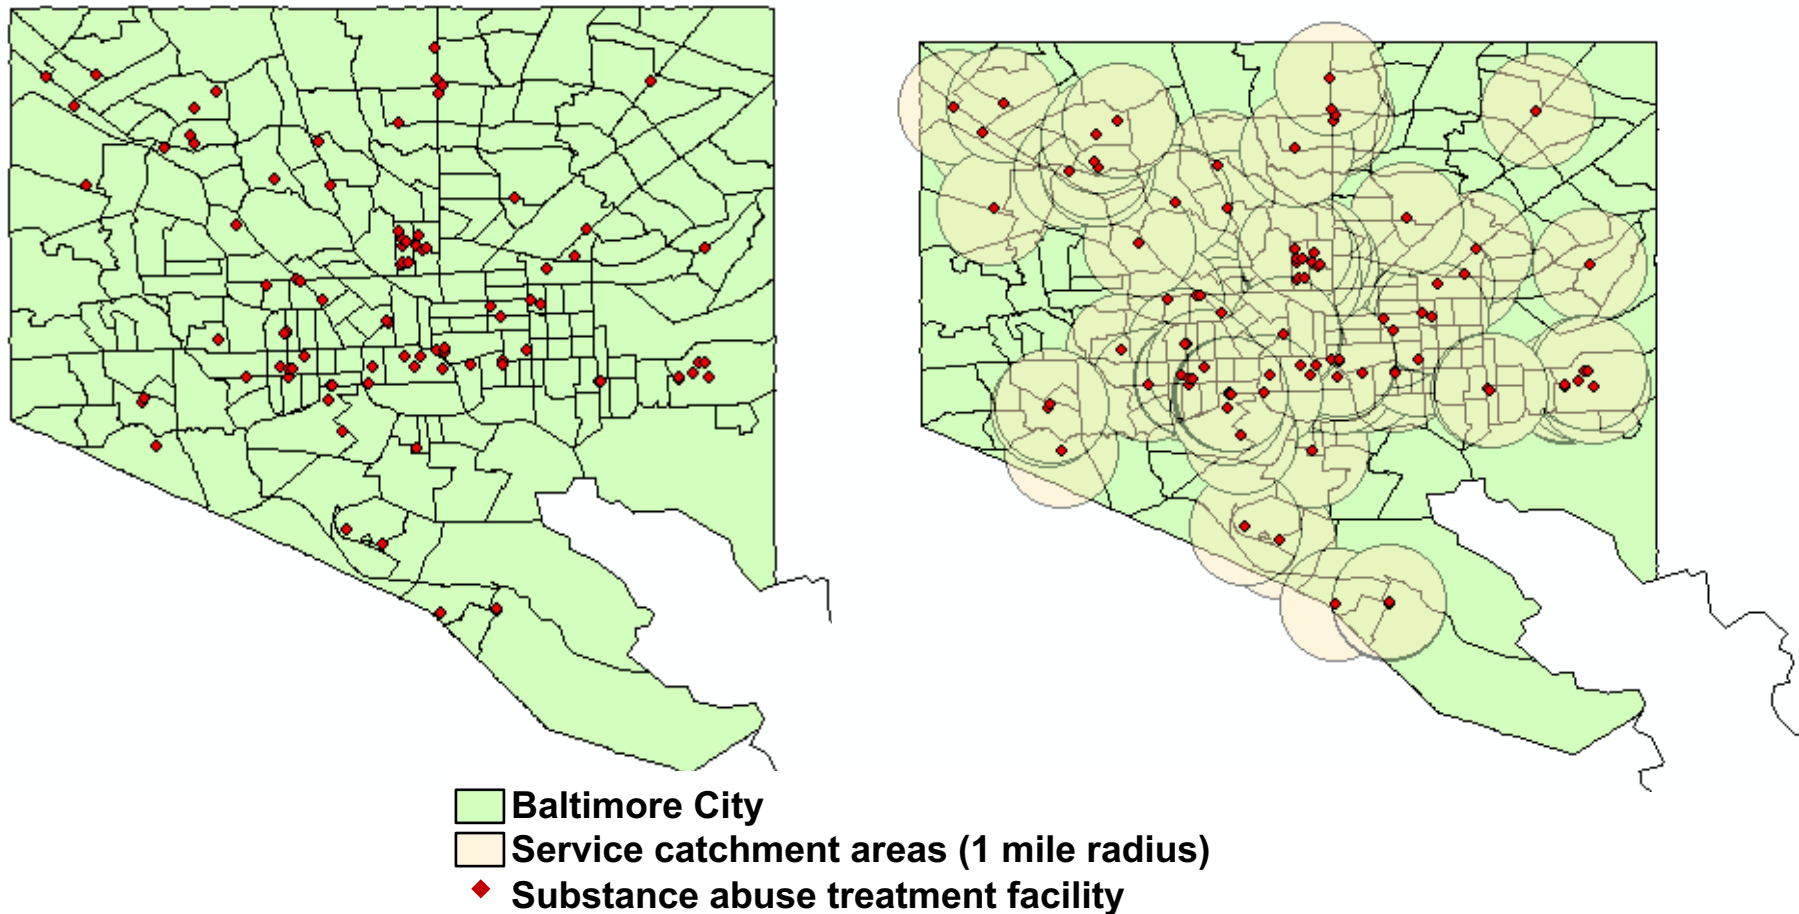 Baltimore City
Service catchment areas (1 mile radius)
Substance abuse treatment facility